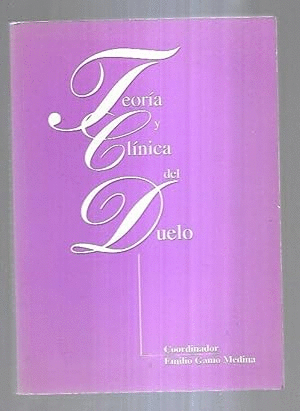 Teoría
y
Clínica
del
Duelo
Coordinador
Emilio Gamo Medina